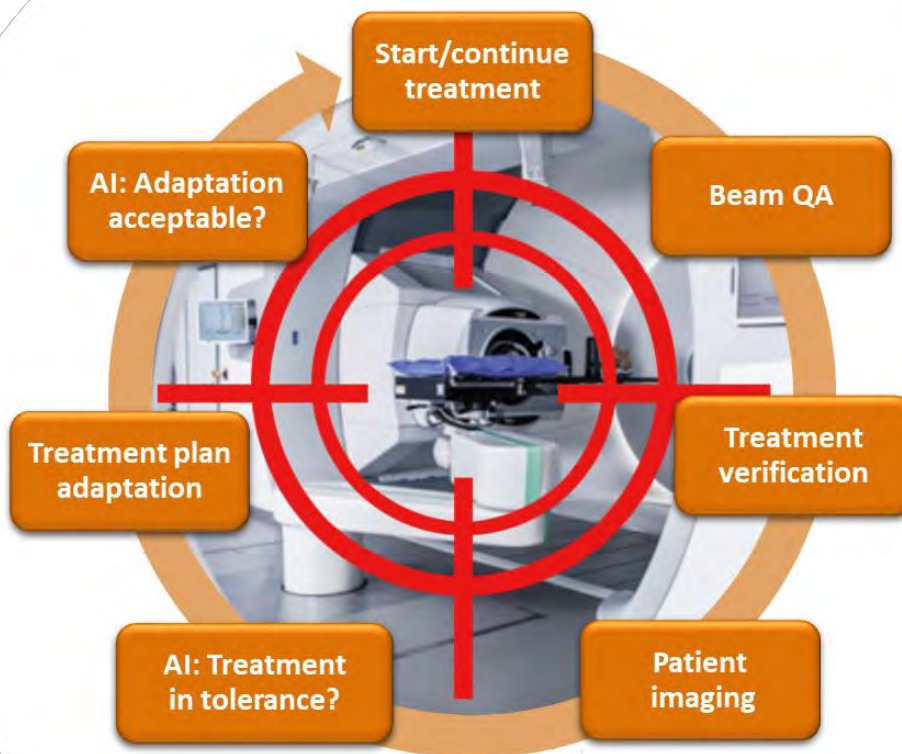 Start/continue
treatment
Beam QA
Treatment
verification
Patient
imaging
AI: Treatment
in tolerance?
Treatment plan
adaptation
AI: Adaptation
acceptable?